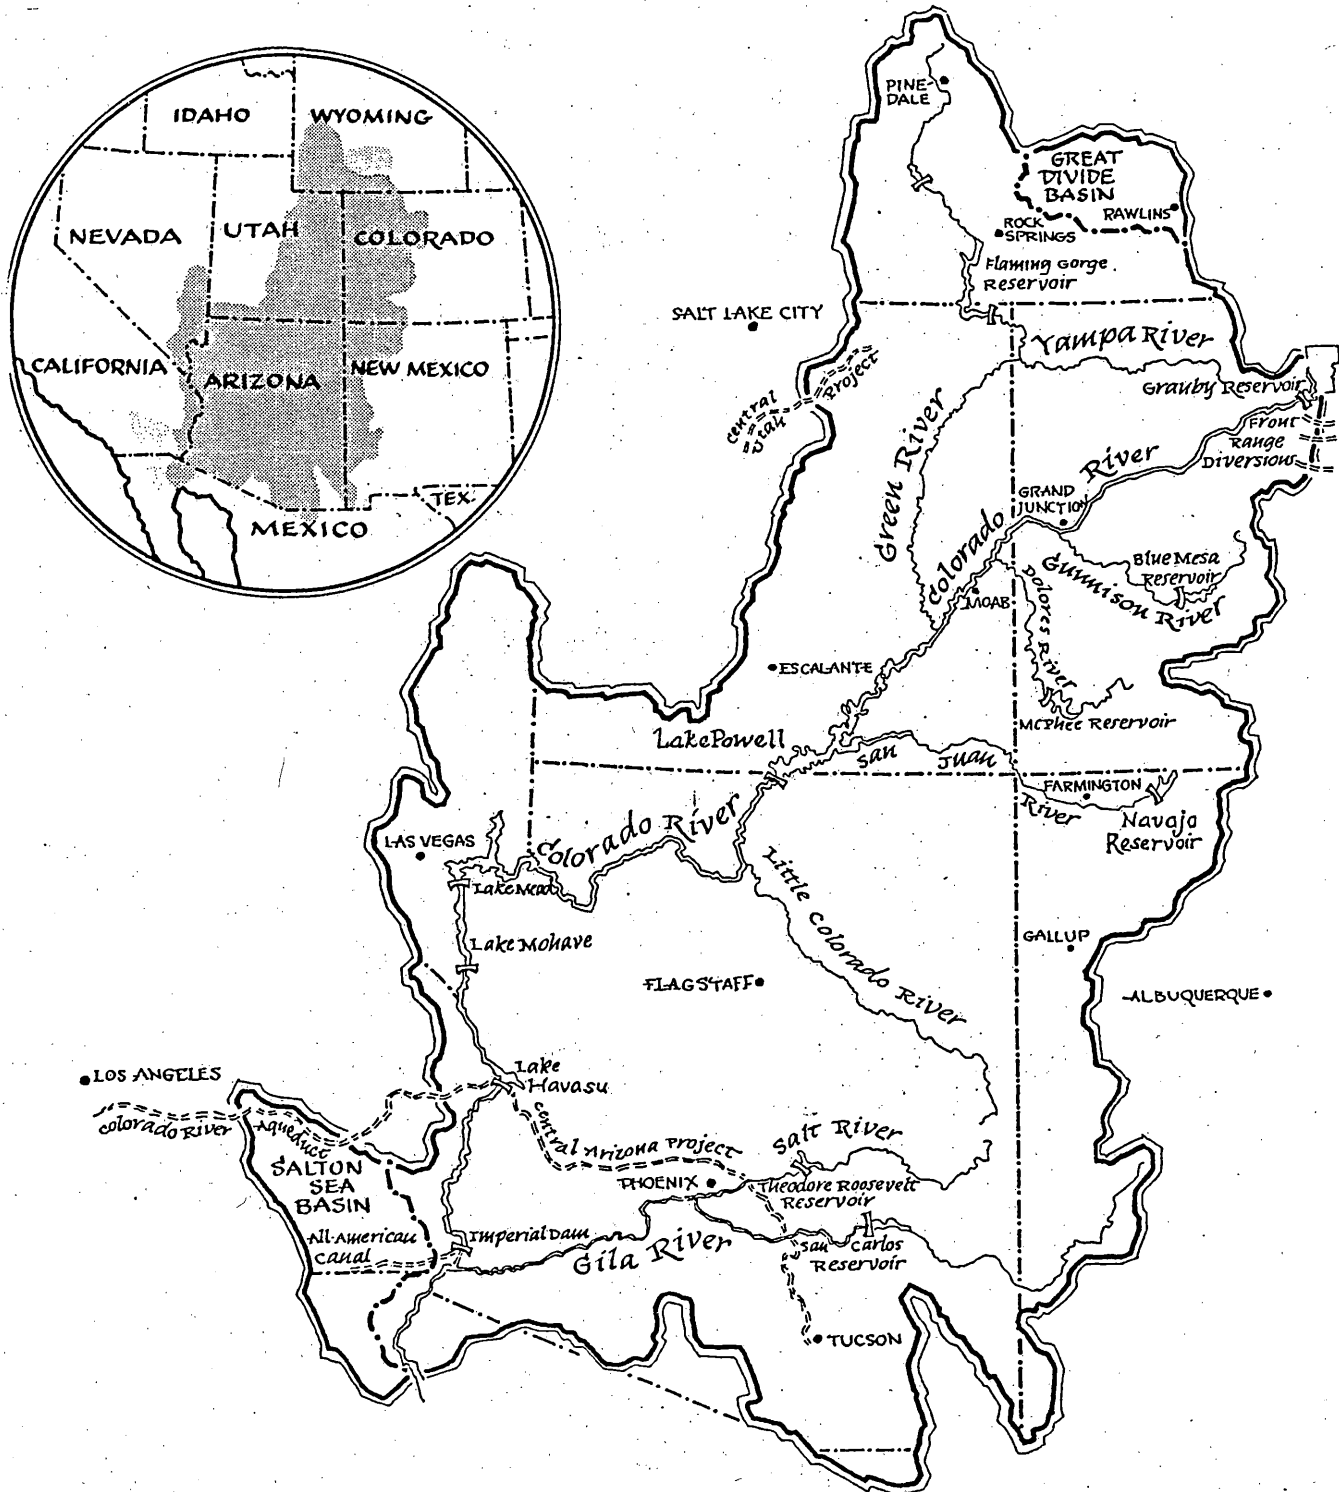 IDAHO
WYOMING
NEVADA
UTAH
COLORADO
CALIFORNIA
ARIZONA
NEW MEXICO
TEX.
MEXICO
PINE-
DALE
GREAT
DIVIDE
BASIN
RAWLINS
ROCK
SPRINGS
Flaming Gorge
Reservoir
SALT LAKE CITY
Yampa River
Central
Utah
Project
Granby Reservoir
Front
Range
Diversions
Green River
Colorado River
GRAND
JUNCTION
Blue Mesa
Reservoir
Gunnison River
MOAB
Dolores River
ESCALANTE
McPhee Reservoir
Lake Powell
San Juan River
FARMINGTON
Navajo
Reservoir
LAS VEGAS
Colorado River
Lake Mead
Little Colorado River
Lake Mohave
GALLUP
FLAGSTAFF
ALBUQUERQUE
LOS ANGELES
Lake
Havasu
Colorado River Aqueduct
Central Arizona Project
Salt River
SALTON
SEA
BASIN
PHOENIX
Theodore Roosevelt
Reservoir
All-American
Canal
Imperial Dam
Gila River
San Carlos
Reservoir
TUCSON